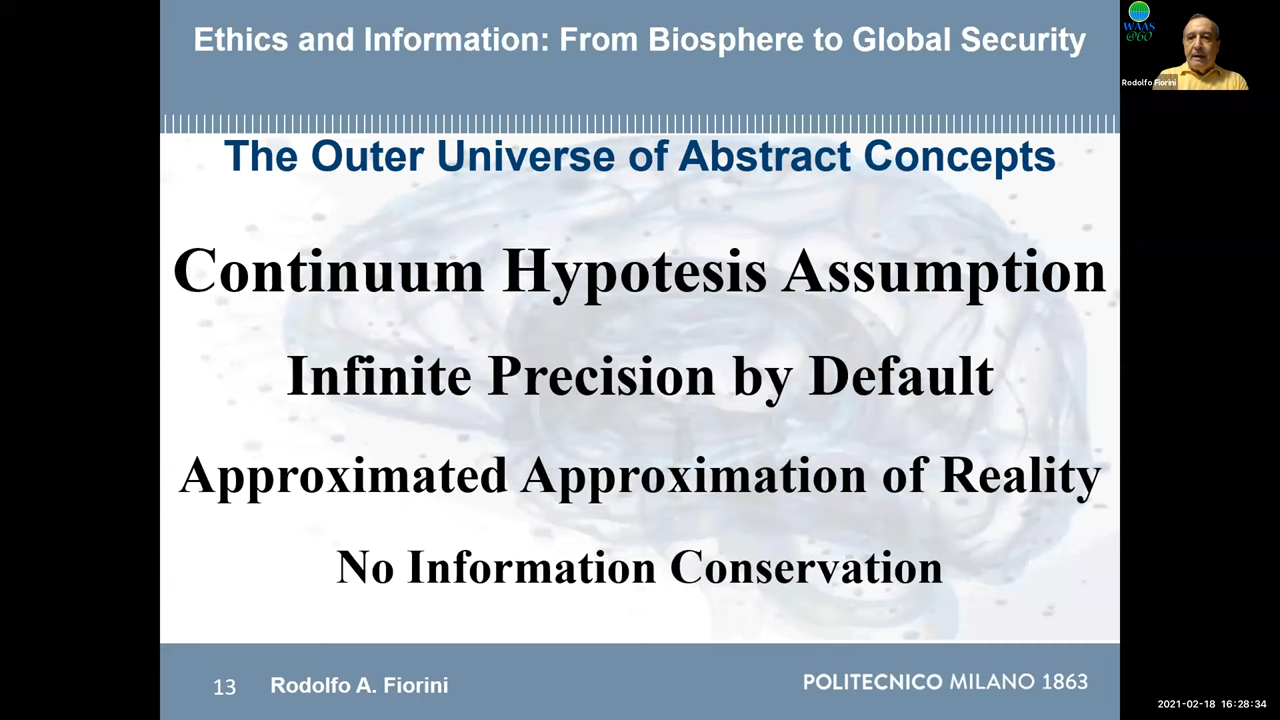 Ethics and Information: From Biosphere to Global Security
WAAS
@60
Rodolfo Fiorini
The Outer Universe of Abstract Concepts
Continuum Hypotesis Assumption
Infinite Precision by Default
Approximated Approximation of Reality
No Information Conservation
13 Rodolfo A. Fiorini
POLITECNICO MILANO 1863
2021-02-18 16:28:34